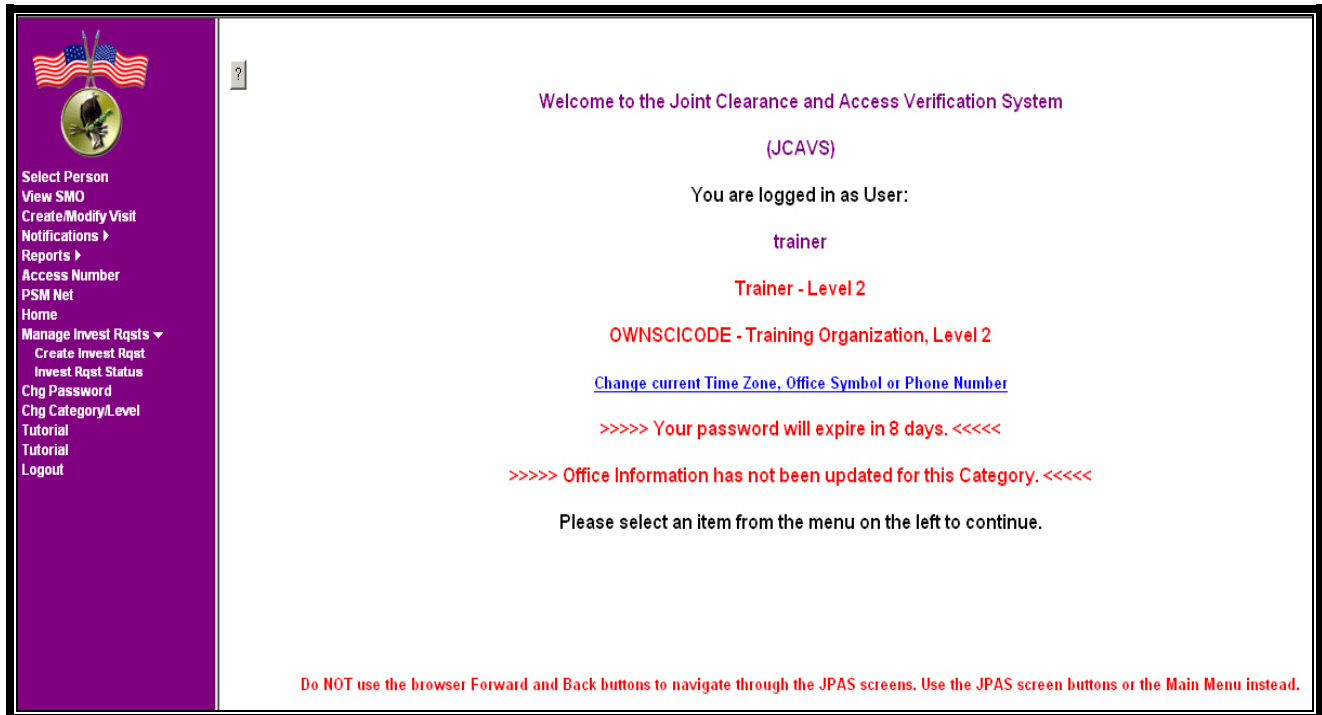 Select Person
View SMO
Create/Modify Visit
Notifications
Reports
Access Number
PSM Net
Home
Manage Invest Rqsts
Create Invest Rqst
Invest Rqst Status
Chg Password
Chg Category/Level
Tutorial
Tutorial
Logout
?
Welcome to the Joint Clearance and Access Verification System
(JCAVS)
You are logged in as User:
trainer
Trainer - Level 2
OWNSCICODE - Training Organization, Level 2
Change current Time Zone, Office Symbol or Phone Number
>>>>> Your password will expire in 8 days. <<<<<
>>>>> Office Information has not been updated for this Category. <<<<<
Please select an item from the menu on the left to continue.
Do NOT use the browser Forward and Back buttons to navigate through the JPAS screens. Use the JPAS screen buttons or the Main Menu instead.